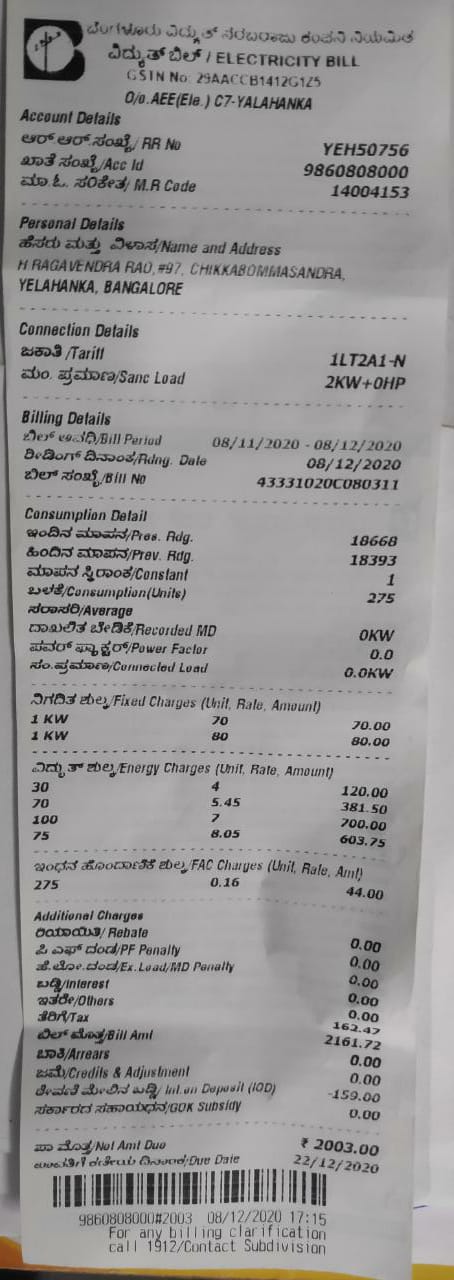 ಬೆಂಗಳೂರು ವಿದ್ಯುತ್ ಸರಬರಾಜು ಕಂಪನಿ ನಿಯಮಿತ
ವಿದ್ಯುತ್ ಬಿಲ್ / ELECTRICITY BILL
GSTN No: 29AACCB1412G1Z5
O/o.AEE(Ele.) C7-YALAHANKA
Account Details
ಆರ್ ಆರ್.ಸಂಖ್ಯೆ/ RR No YEH50756
ಖಾತೆ ಸಂಖ್ಯೆ/Acc Id 9860808000
ಮಾ.ಓ. ಸಂಕೇತ/ M.R Code 14004153
Personal Details
ಹೆಸರು ಮತ್ತು ವಿಳಾಸ/Name and Address
H RAGAVENDRA RAO,#97, CHIKKABOMMASANDRA,
YELAHANKA, BANGALORE
Connection Details
ಜಕಾತಿ /Tariff 1LT2A1-N
ಮಂ. ಪ್ರಮಾಣ/Sanc Load 2KW+0HP
Billing Details
ಬಿಲ್ ಅವಧಿ/Bill Period 08/11/2020 - 08/12/2020
ರೀಡಿಂಗ್ ದಿನಾಂಕ/Rdng. Date 08/12/2020
ಬಿಲ್ ಸಂಖ್ಯೆ/Bill No 43331020C080311
Consumption Detail
ಇಂದಿನ ಮಾಪನ/Pres. Rdg. 18668
ಹಿಂದಿನ ಮಾಪನ/Prev. Rdg. 18393
ಮಾಪನ ಸ್ಥಿರಾಂಕ/Constant 1
ಬಳಕೆ/Consumption(Units) 275
ಸರಾಸರಿ/Average
ದಾಖಲಿತ ಬೇಡಿಕೆ/Recorded MD 0KW
ಪವರ್ ಫ್ಯಾಕ್ಟರ್/Power Factor 0.0
ಸಂ.ಪ್ರಮಾಣ/Connected Load 0.0KW
ನಿಗದಿತ ಶುಲ್ಕ/Fixed Charges (Unit, Rate, Amount)
1 KW 70 70.00
1 KW 80 80.00
ವಿದ್ಯುತ್ ಶುಲ್ಕ/Energy Charges (Unit, Rate, Amount)
30 4 120.00
70 5.45 381.50
100 7 700.00
75 8.05 603.75
ಇಂಧನ ಹೊಂದಾಣಿಕೆ ಶುಲ್ಕ/FAC Charges (Unit, Rate, Amt)
275 0.16 44.00
Additional Charges
ರಿಯಾಯಿತಿ/ Rebate 0.00
ಪಿ ಎಫ್ ದಂಡ/PF Penalty 0.00
ಹೆ.ಲೋ.ದಂಡ/Ex.Load/MD Penalty 0.00
ಬಡ್ಡಿ/Interest 0.00
ಇತರೇ/Others 0.00
ತೆರಿಗೆ/Tax 162.47
ಬಿಲ್ ಮೊತ್ತ/Bill Amt 2161.72
ಬಾಕಿ/Arrears 0.00
ಜಮೆ/Credits & Adjustment 0.00
ಠೇವಣಿ ಮೇಲಿನ ಬಡ್ಡಿ/ Int.on Deposit (IOD) -159.00
ಸರ್ಕಾರದ ಸಹಾಯಧನ/GOK Subsidy 0.00
ಪಾ ಮೊತ್ತ/Net Amt Due ₹ 2003.00
ದಿನಾಂಕ:/Due Date 22/12/2020
9860808000#2003 08/12/2020 17:15
For any billing clarification
call 1912/Contact Subdivision